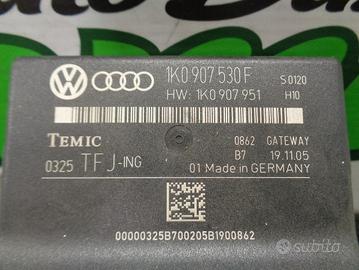 1K0 907 530 F S0120
HW: 1K0 907 951 H10
TEMIC 0862 GATEWAY
0325 TFJ-ING B7 19.11.05
01 Made in GERMANY
00000325B700205B1900862
subito